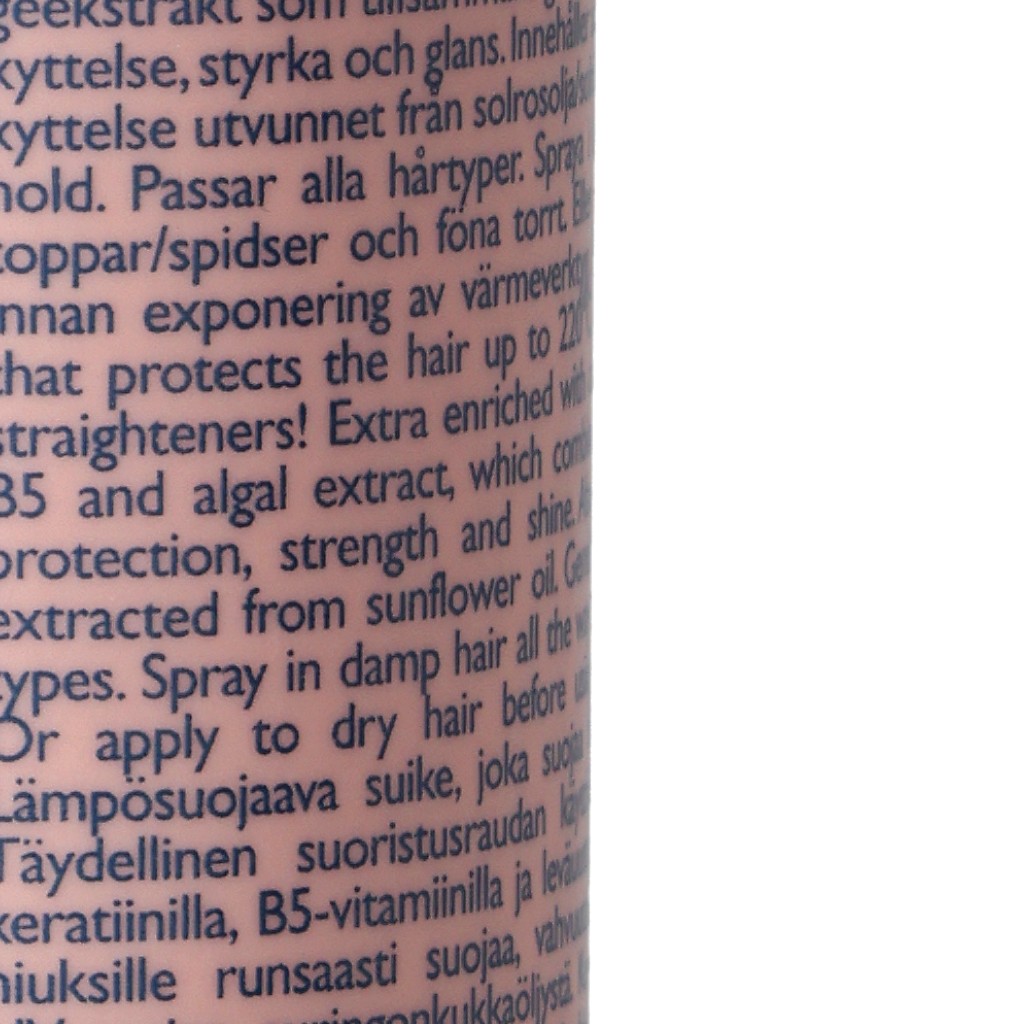 geekstrakt som
kyttelse, styrka och glans. Innehåller
kyttelse utvunnet från solrosolja/
hold. Passar alla hårtyper. Spraya
toppar/spidser och föna torrt.
innan exponering av värmeverkty
that protects the hair up to 220°
straighteners! Extra enriched with
B5 and algal extract, which com
protection, strength and shine.
extracted from sunflower oil.
types. Spray in damp hair all the
Or apply to dry hair before
Lämpösuojaava suike, joka suojaa
Täydellinen suoristusraudan
keratiinilla, B5-vitamiinilla ja
hiuksille runsaasti suojaa,